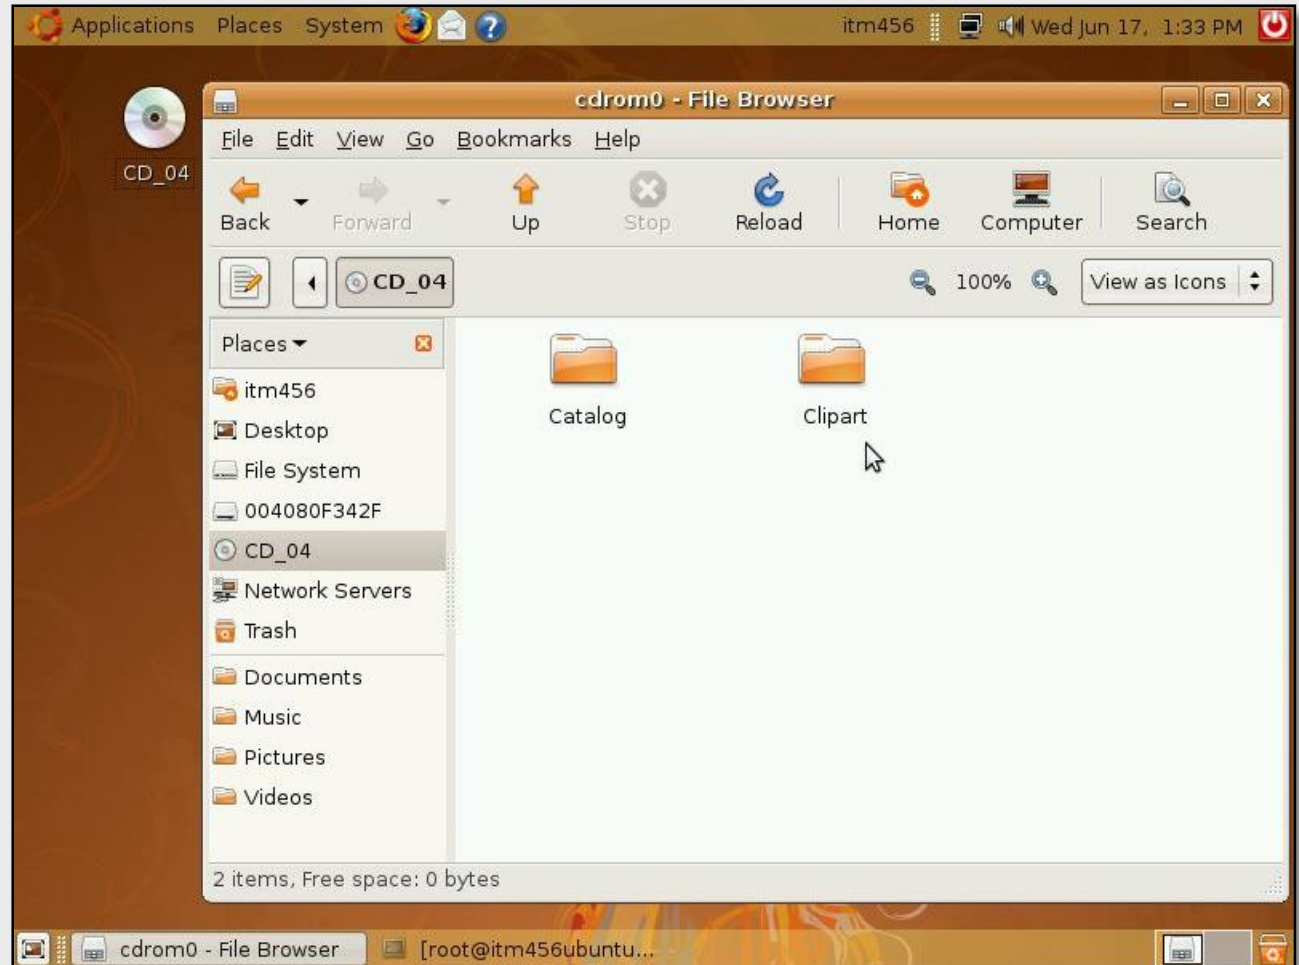 Applications Places System itm456 Wed Jun 17, 1:33 PM
cdrom0 - File Browser
CD_04
File Edit View Go Bookmarks Help
Back Forward Up Stop Reload Home Computer Search
CD_04 100% View as Icons
Places
itm456
Desktop
File System
004080F342F
CD_04
Network Servers
Trash
Documents
Music
Pictures
Videos
Catalog Clipart
2 items, Free space: 0 bytes
cdrom0 - File Browser [root@itm456ubuntu...